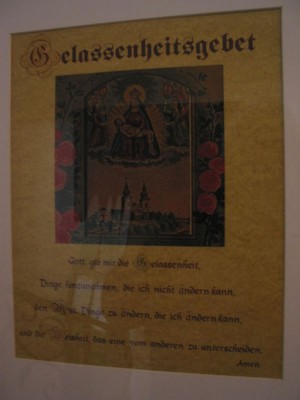 Gelassenheitsgebet
Gott, gib mir die Gelassenheit,
Dinge hinzunehmen, die ich nicht ändern kann,
den Mut, Dinge zu ändern, die ich ändern kann,
und die Weisheit, das eine vom anderen zu unterscheiden.
Amen